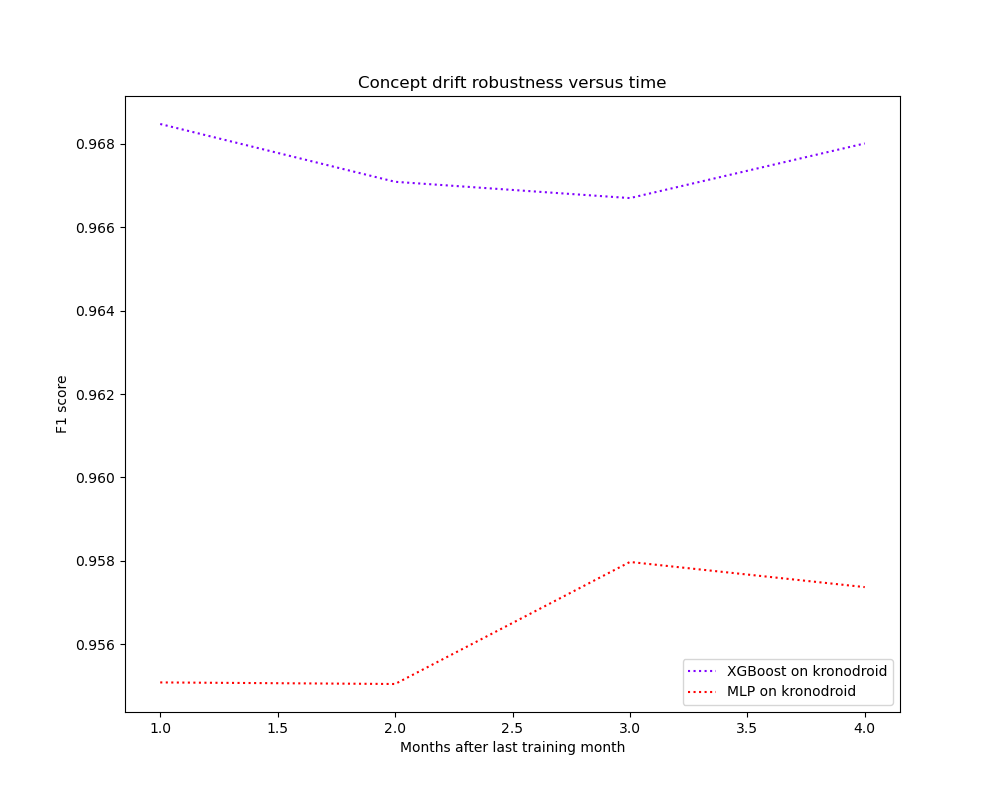 Concept drift robustness versus time
0.968
0.966
0.964
0.962
0.960
0.958
0.956
F1 score
XGBoost on kronodroid
MLP on kronodroid
1.0 1.5 2.0 2.5 3.0 3.5 4.0
Months after last training month